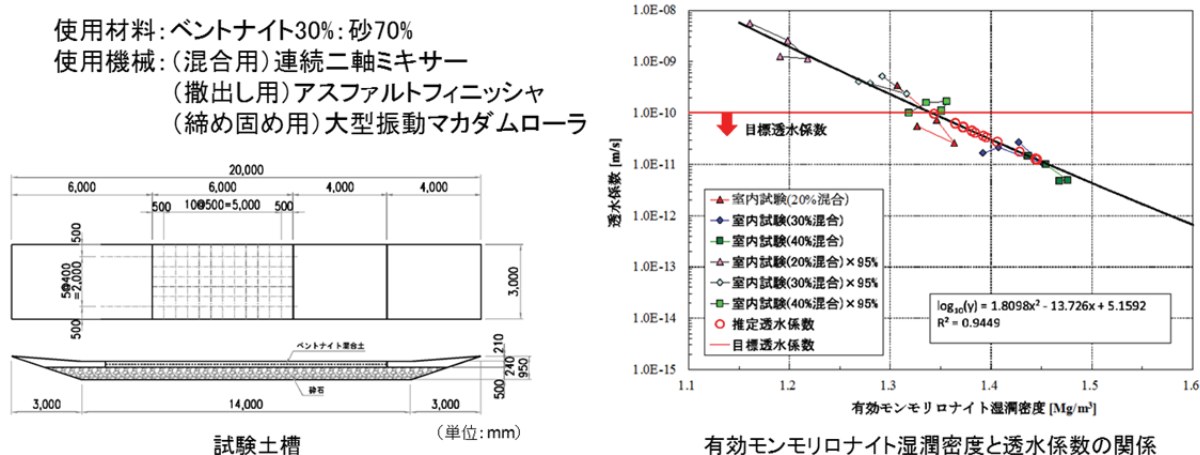 使用材料：ベントナイト30%：砂70%
使用機械：（混合用）連続二軸ミキサー
（撒出し用）アスファルトフィニッシャ
（締め固め用）大型振動マカダムローラ
20,000
6,000
6,000
4,000
4,000
500
10@500=5,000
500
500
5@400
=2,000
500
3,000
ベントナイト混合土
砕石
210
240
950
500
3,000
14,000
3,000
（単位：mm）
試験土槽
1.0E-08
1.0E-09
1.0E-10
1.0E-11
1.0E-12
1.0E-13
1.0E-14
1.0E-15
透水係数 [m/s]
目標透水係数
室内試験(20%混合)
室内試験(30%混合)
室内試験(40%混合)
室内試験(20%混合)×95%
室内試験(30%混合)×95%
室内試験(40%混合)×95%
推定透水係数
目標透水係数
log₁₀(y) = 1.8098x² - 13.726x + 5.1592
R² = 0.9449
1.1
1.2
1.3
1.4
1.5
1.6
有効モンモリロナイト湿潤密度 [Mg/m³]
有効モンモリロナイト湿潤密度と透水係数の関係